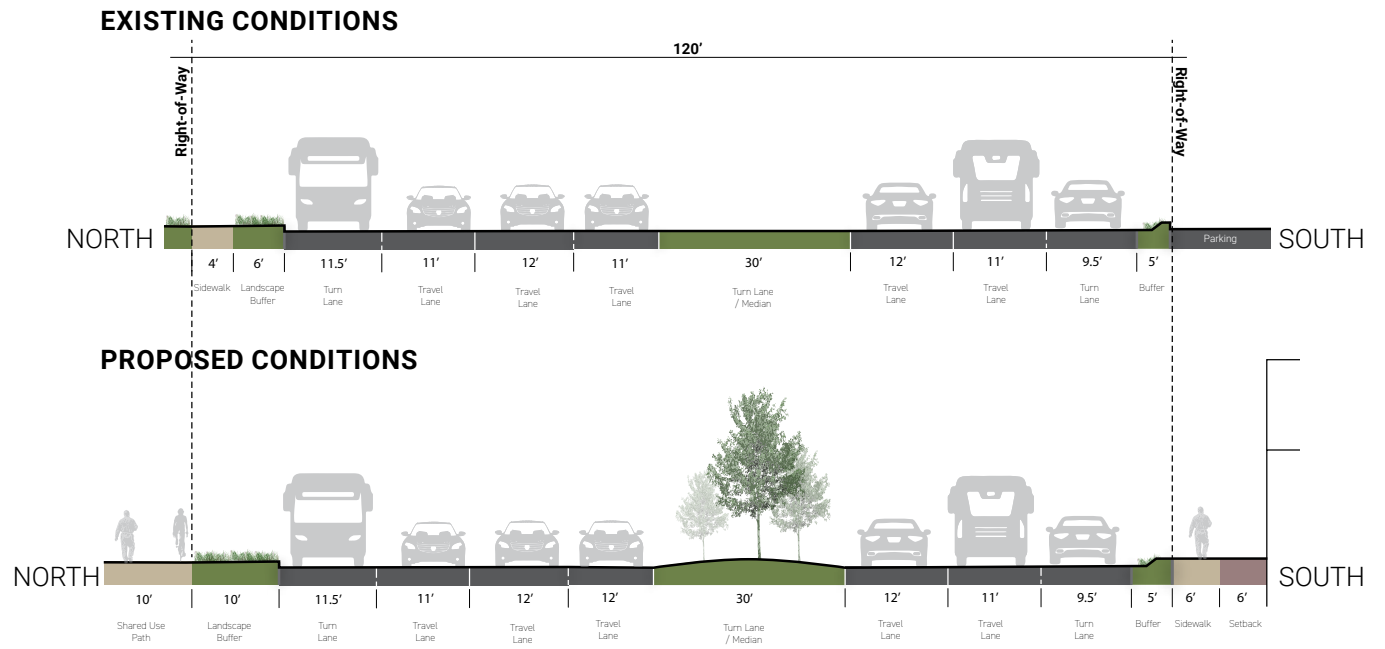 EXISTING CONDITIONS
120'
Right-of-Way
Right-of-Way
NORTH
Parking
SOUTH
4'
6'
11.5'
11'
12'
11'
30'
12'
11'
9.5'
5'
Sidewalk
Landscape
Buffer
Turn
Lane
Travel
Lane
Travel
Lane
Travel
Lane
Turn Lane
/ Median
Travel
Lane
Travel
Lane
Turn
Lane
Buffer
PROPOSED CONDITIONS
NORTH
SOUTH
10'
10'
11.5'
11'
12'
12'
30'
12'
11'
9.5'
5'
6'
6'
Shared Use
Path
Landscape
Buffer
Turn
Lane
Travel
Lane
Travel
Lane
Travel
Lane
Turn Lane
/ Median
Travel
Lane
Travel
Lane
Turn
Lane
Buffer
Sidewalk
Setback